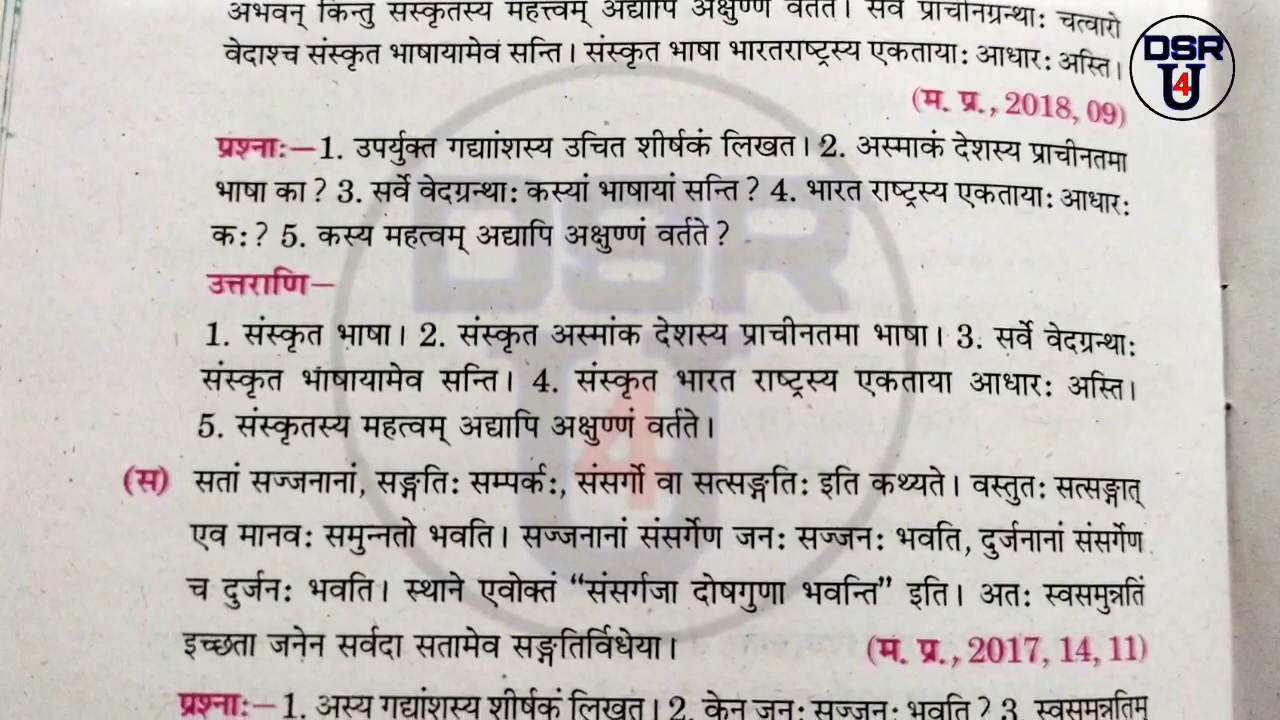 अभवन् किन्तु संस्कृतस्य महत्त्वम् अद्यापि अक्षुण्णं वर्तते। सर्वे प्राचीनग्रन्थाः चत्वारो
वेदाश्च संस्कृत भाषायामेव सन्ति। संस्कृत भाषा भारतराष्ट्रस्य एकतायाः आधारः अस्ति।
(म. प्र., 2018, 09)
प्रश्नाः—1. उपर्युक्त गद्याांशस्य उचित शीर्षकं लिखत। 2. अस्माकं देशस्य प्राचीनतमा
भाषा का? 3. सर्वे वेदग्रन्थाः कस्यां भाषायां सन्ति? 4. भारत राष्ट्रस्य एकतायाः आधारः
कः? 5. कस्य महत्वम् अद्यापि अक्षुण्णं वर्तते?
उत्तराणि—
1. संस्कृत भाषा। 2. संस्कृत अस्मांक देशस्य प्राचीनतमा भाषा। 3. सर्वे वेदग्रन्थाः
संस्कृत भाषायामेव सन्ति। 4. संस्कृत भारत राष्ट्रस्य एकताया आधारः अस्ति।
5. संस्कृतस्य महत्वम् अद्यापि अक्षुण्णं वर्तते।
(स) सतां सज्जनानां, सङ्गतिः सम्पर्कः, संसर्गो वा सत्सङ्गतिः इति कथ्यते। वस्तुतः सत्सङ्गात्
एव मानवः समुन्नतो भवति। सज्जनानां संसर्गेण जनः सज्जनः भवति, दुर्जनानां संसर्गेण
च दुर्जनः भवति। स्थाने एवोक्तं “संसर्गजा दोषगुणा भवन्ति” इति। अतः स्वसमुन्नतिं
इच्छता जनेन सर्वदा सतामेव सङ्गतिर्विधेया।
(म. प्र., 2017, 14, 11)
प्रश्नाः—1. अस्य गद्यांशस्य शीर्षकं लिखत। 2. केन जनः सज्जनः भवति? 3. स्वसमुन्नतिम्
DSR
U
4
DSR
U
4